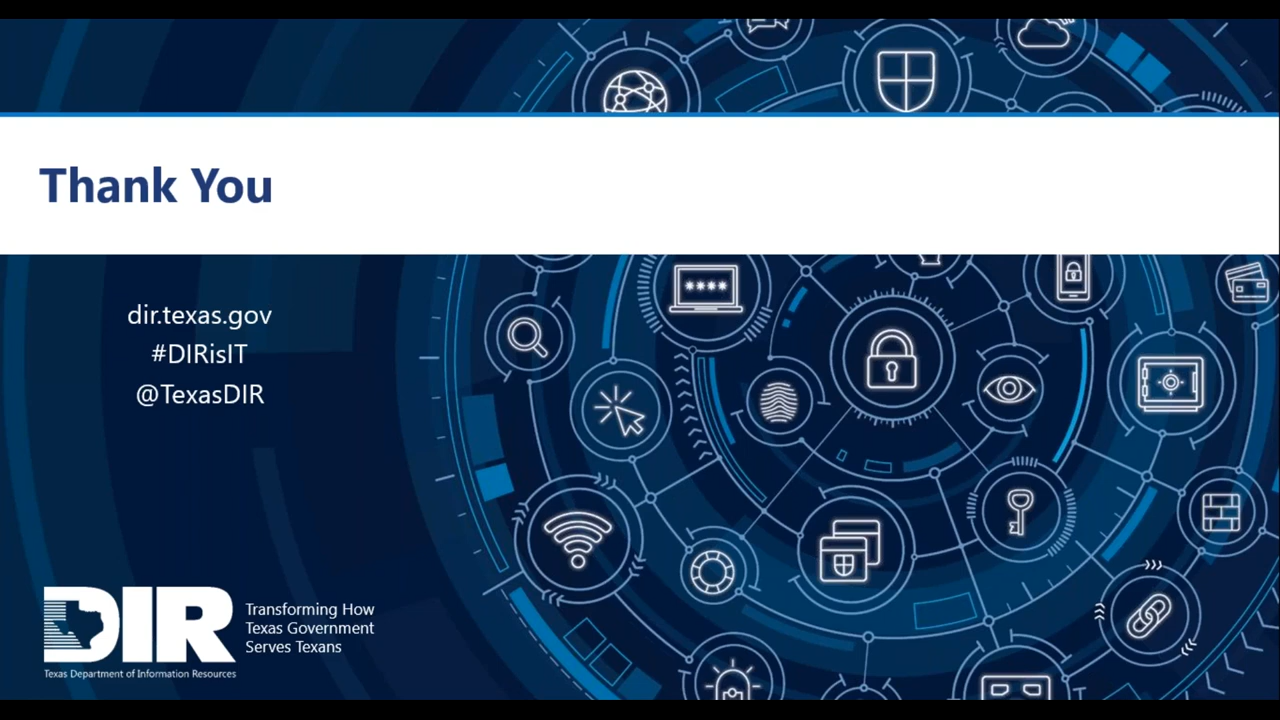 Thank You
dir.texas.gov
#DIRisIT
@TexasDIR
DIR
Texas Department of Information Resources
Transforming How
Texas Government
Serves Texans